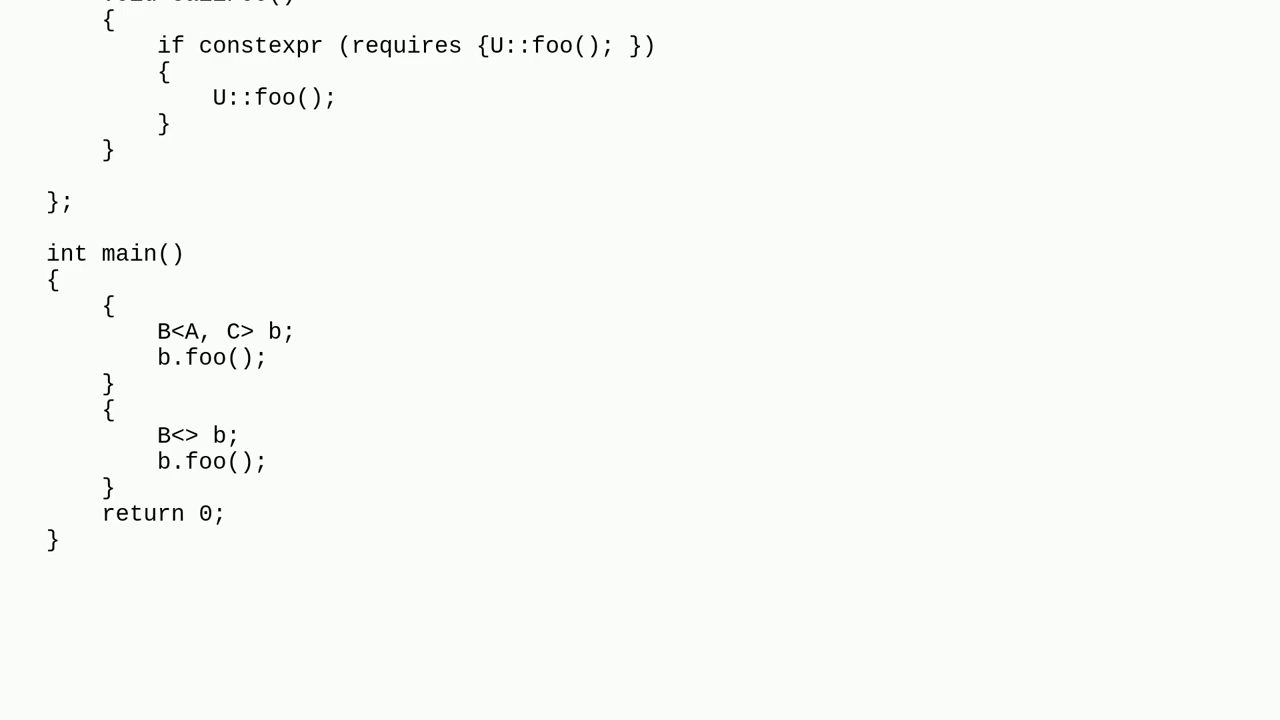 {
if constexpr (requires {U::foo(); })
{
U::foo();
}
}
};
int main()
{
{
B<A, C> b;
b.foo();
}
{
B<> b;
b.foo();
}
return 0;
}